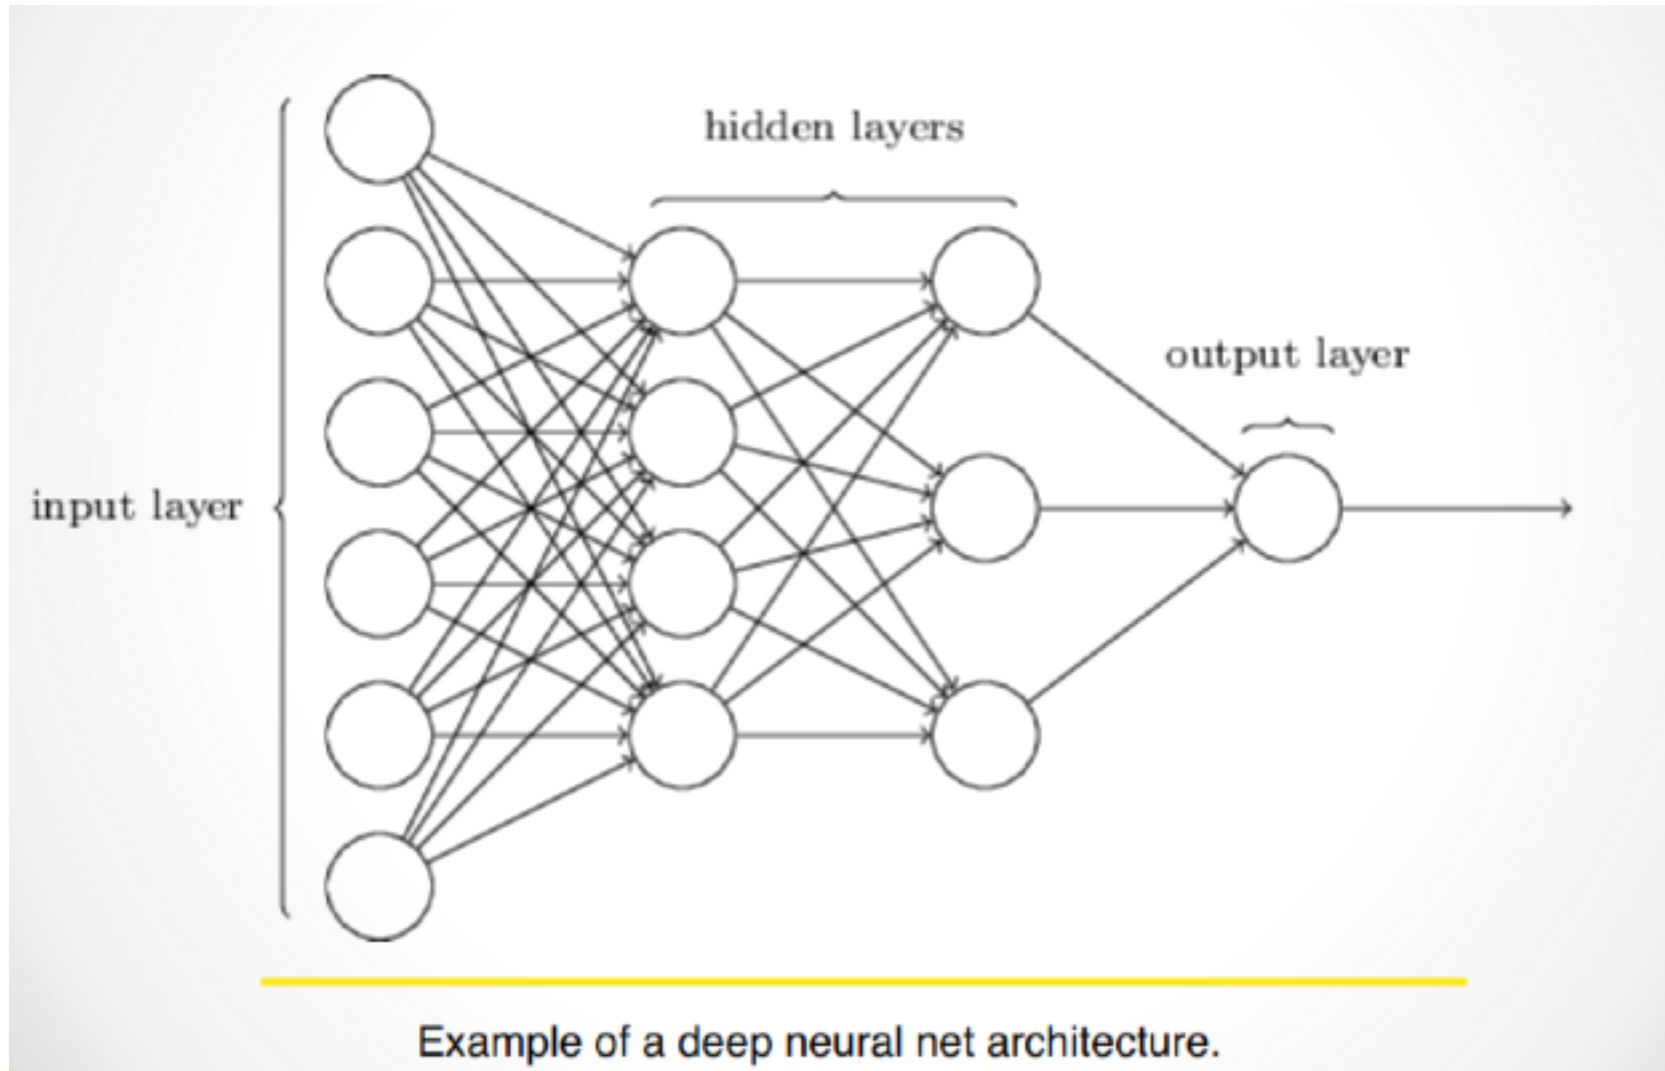 hidden layers
output layer
input layer
Example of a deep neural net architecture.